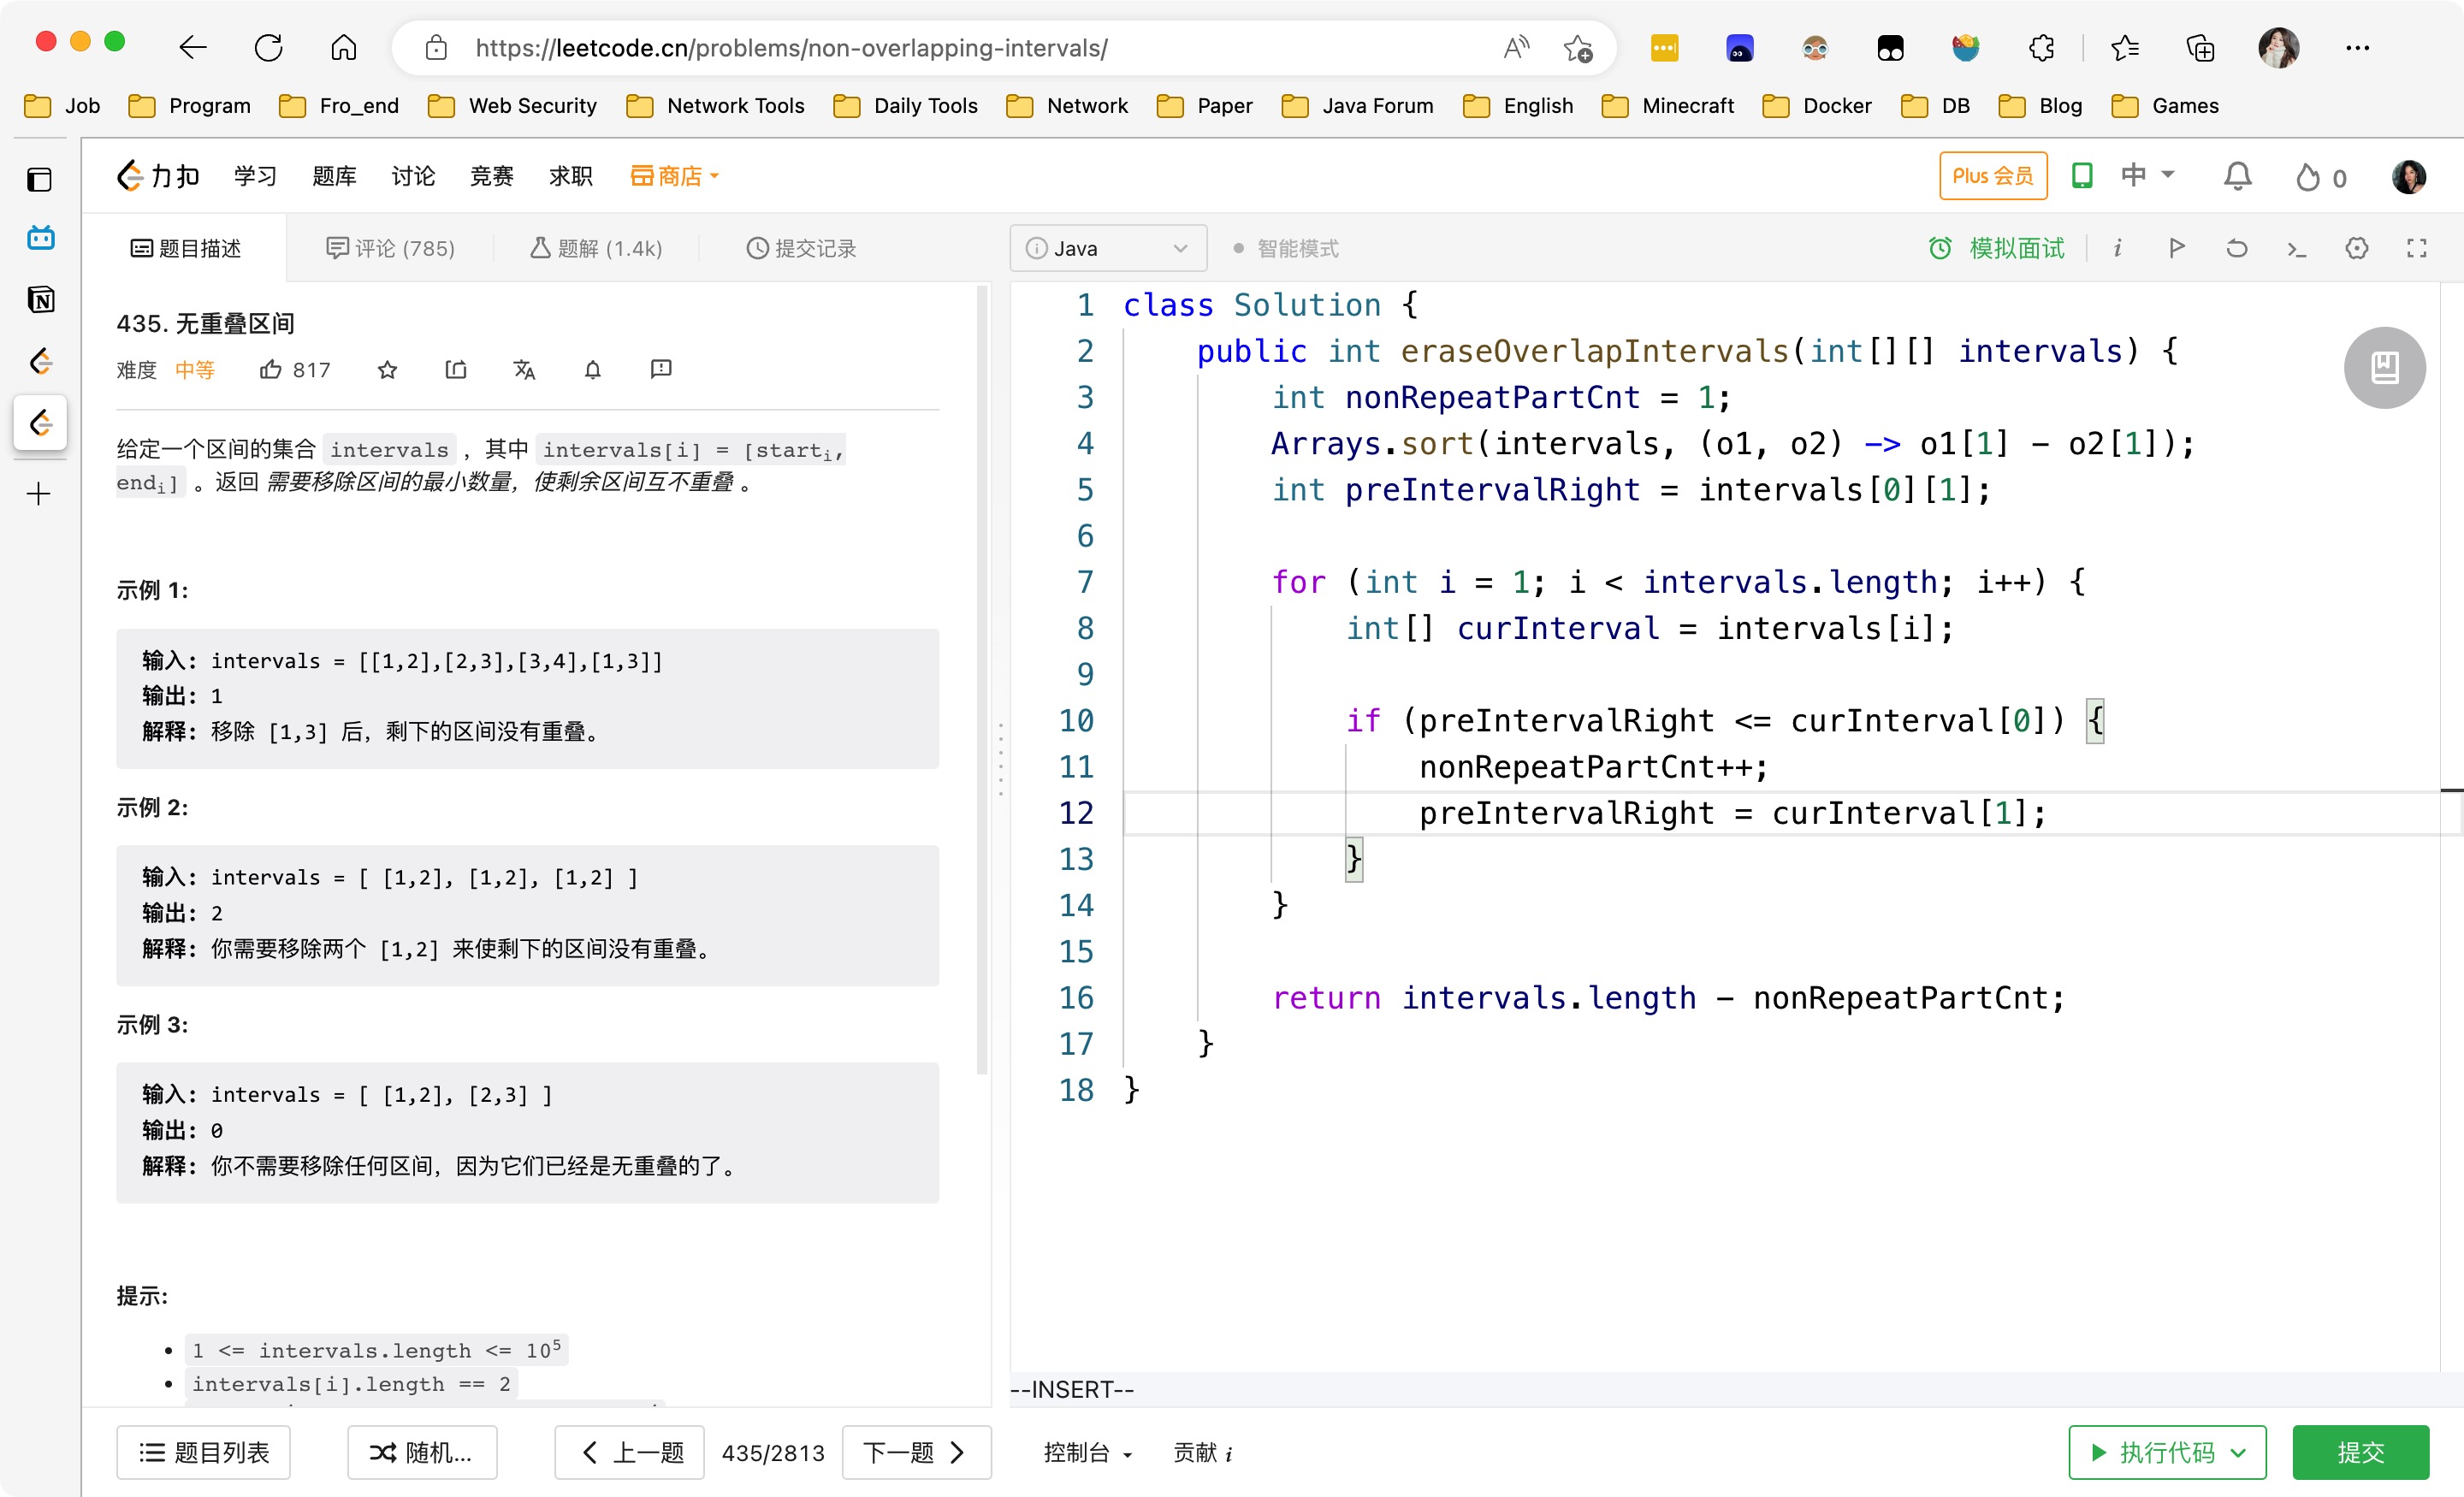 https://leetcode.cn/problems/non-overlapping-intervals/
Job Program Fro_end Web Security Network Tools Daily Tools Network Paper Java Forum English Minecraft Docker DB Blog Games
力扣 学习 题库 讨论 竞赛 求职 商店 Plus 会员 中 0
题目描述 评论 (785) 题解 (1.4k) 提交记录
435. 无重叠区间
难度 中等 817
给定一个区间的集合 intervals ，其中 intervals[i] = [starti,
endi] 。返回 需要移除区间的最小数量，使剩余区间互不重叠 。
示例 1:
输入: intervals = [[1,2],[2,3],[3,4],[1,3]]
输出: 1
解释: 移除 [1,3] 后，剩下的区间没有重叠。
示例 2:
输入: intervals = [ [1,2], [1,2], [1,2] ]
输出: 2
解释: 你需要移除两个 [1,2] 来使剩下的区间没有重叠。
示例 3:
输入: intervals = [ [1,2], [2,3] ]
输出: 0
解释: 你不需要移除任何区间，因为它们已经是无重叠的了。
提示:
1 <= intervals.length <= 10^5
intervals[i].length == 2
题目列表 随机... 上一题 435/2813 下一题
Java 智能模式 模拟面试
1 class Solution {
2 public int eraseOverlapIntervals(int[][] intervals) {
3 int nonRepeatPartCnt = 1;
4 Arrays.sort(intervals, (o1, o2) -> o1[1] - o2[1]);
5 int preIntervalRight = intervals[0][1];
6
7 for (int i = 1; i < intervals.length; i++) {
8 int[] curInterval = intervals[i];
9
10 if (preIntervalRight <= curInterval[0]) {
11 nonRepeatPartCnt++;
12 preIntervalRight = curInterval[1];
13 }
14 }
15
16 return intervals.length - nonRepeatPartCnt;
17 }
18 }
--INSERT--
控制台 贡献 i 执行代码 提交